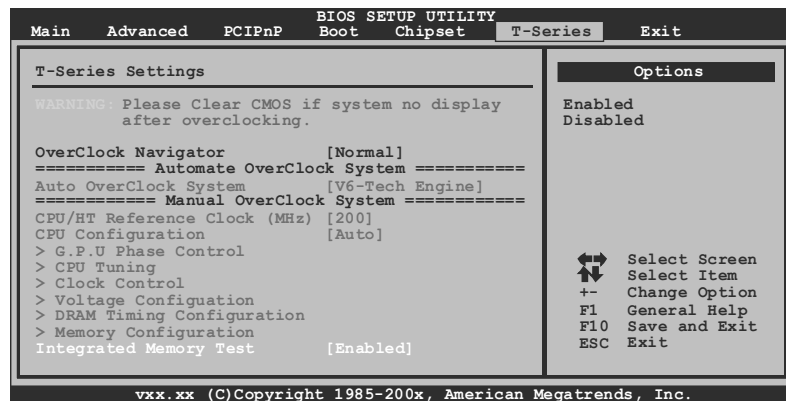 BIOS SETUP UTILITY
Main Advanced PCIPnP Boot Chipset T-Series Exit
T-Series Settings
WARNING: Please Clear CMOS if system no display
after overclocking.
OverClock Navigator [Normal]
=========== Automate OverClock System ===========
Auto OverClock System [V6-Tech Engine]
============ Manual OverClock System ============
CPU/HT Reference Clock (MHz) [200]
CPU Configuration [Auto]
> G.P.U Phase Control
> CPU Tuning
> Clock Control
> Voltage Configuation
> DRAM Timing Configuration
> Memory Configuration
Integrated Memory Test [Enabled]
Options
Enabled
Disabled
Select Screen
Select Item
+- Change Option
F1 General Help
F10 Save and Exit
ESC Exit
vxx.xx (C)Copyright 1985-200x, American Megatrends, Inc.